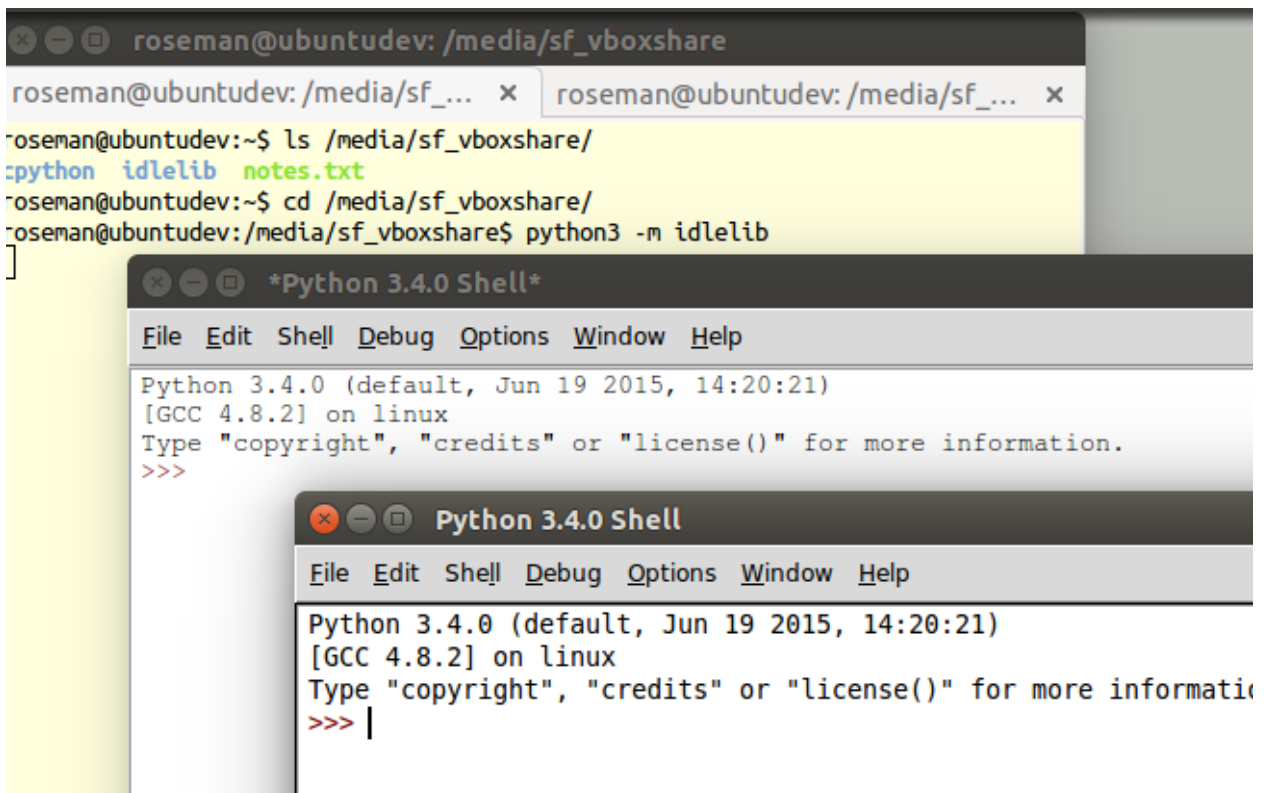 roseman@ubuntudev: /media/sf_vboxshare
roseman@ubuntudev: /media/sf_... × roseman@ubuntudev: /media/sf_... ×
roseman@ubuntudev:~$ ls /media/sf_vboxshare/
cpython idlelib notes.txt
roseman@ubuntudev:~$ cd /media/sf_vboxshare/
roseman@ubuntudev:/media/sf_vboxshare$ python3 -m idlelib
*Python 3.4.0 Shell*
File Edit Shell Debug Options Window Help
Python 3.4.0 (default, Jun 19 2015, 14:20:21)
[GCC 4.8.2] on linux
Type "copyright", "credits" or "license()" for more information.
>>>
Python 3.4.0 Shell
File Edit Shell Debug Options Window Help
Python 3.4.0 (default, Jun 19 2015, 14:20:21)
[GCC 4.8.2] on linux
Type "copyright", "credits" or "license()" for more informatio
>>>